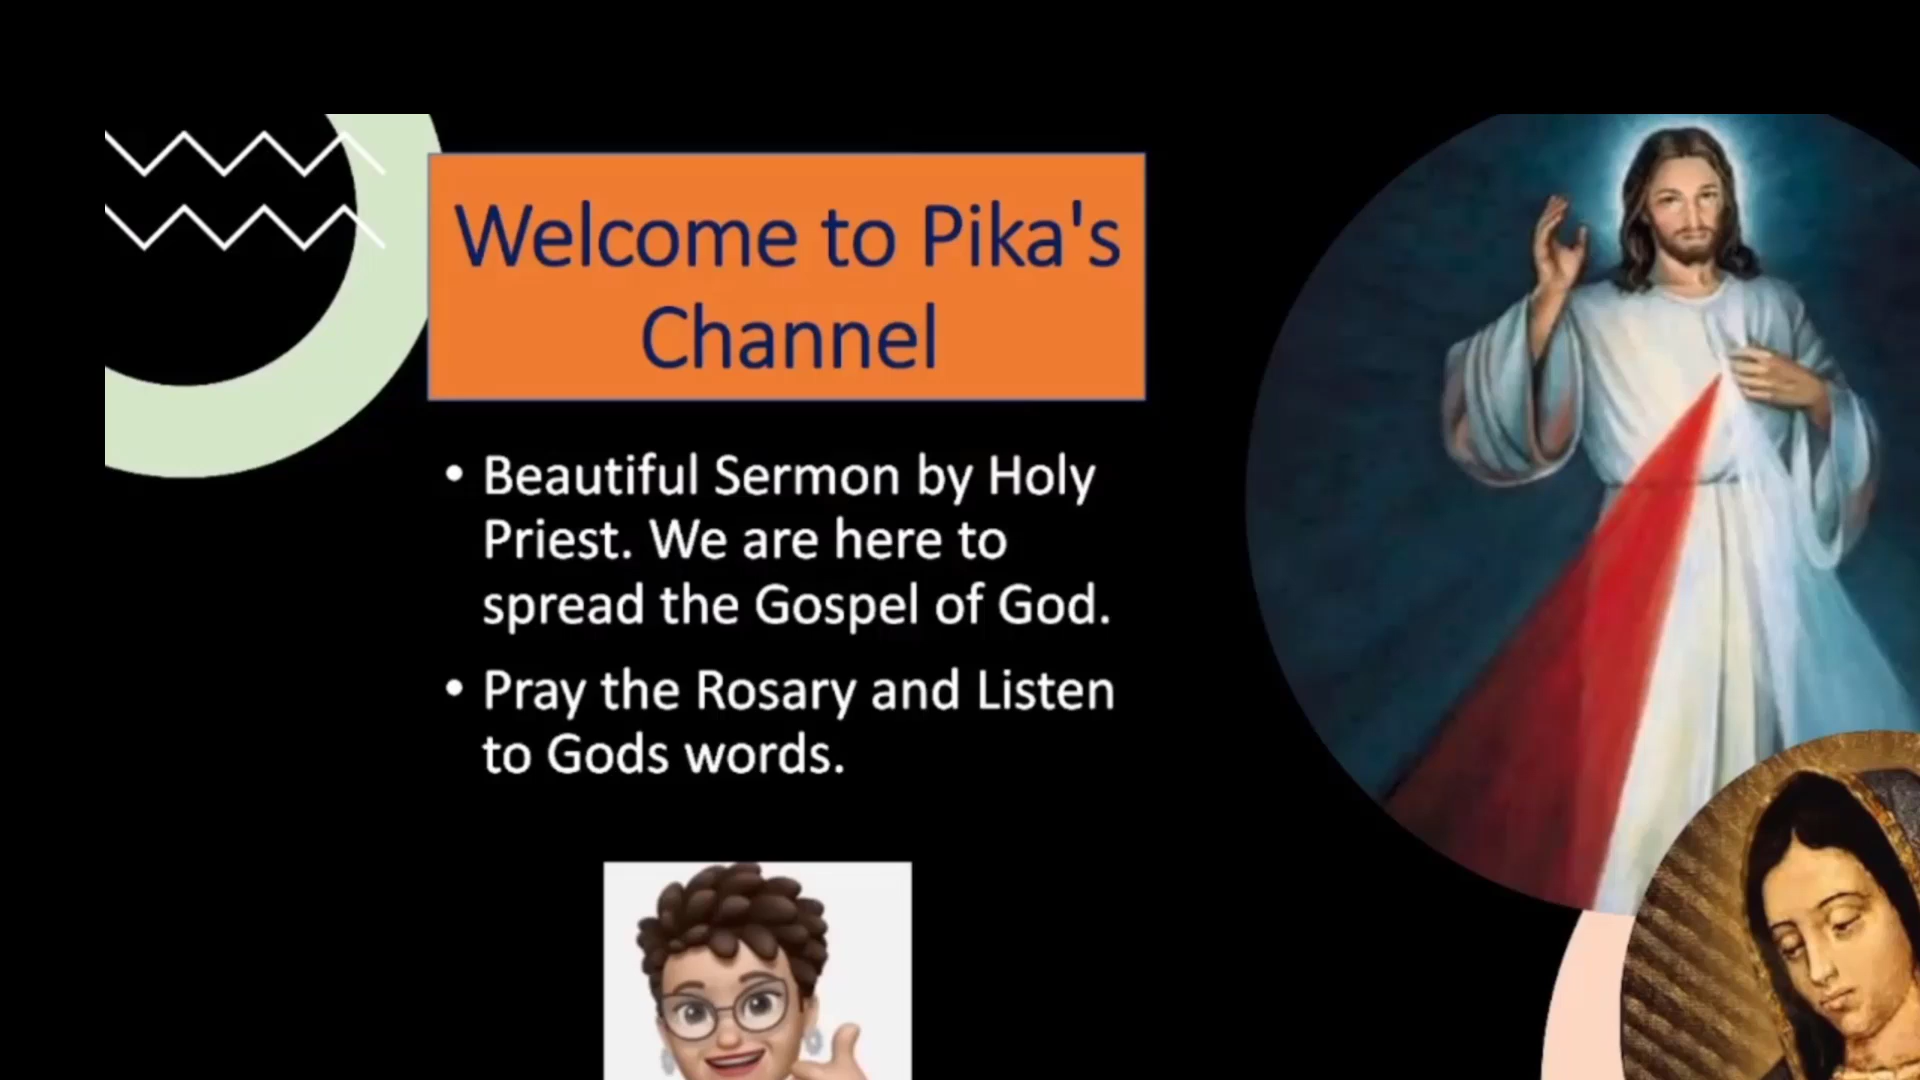 Welcome to Pika's
Channel
• Beautiful Sermon by Holy
Priest. We are here to
spread the Gospel of God.
• Pray the Rosary and Listen
to Gods words.